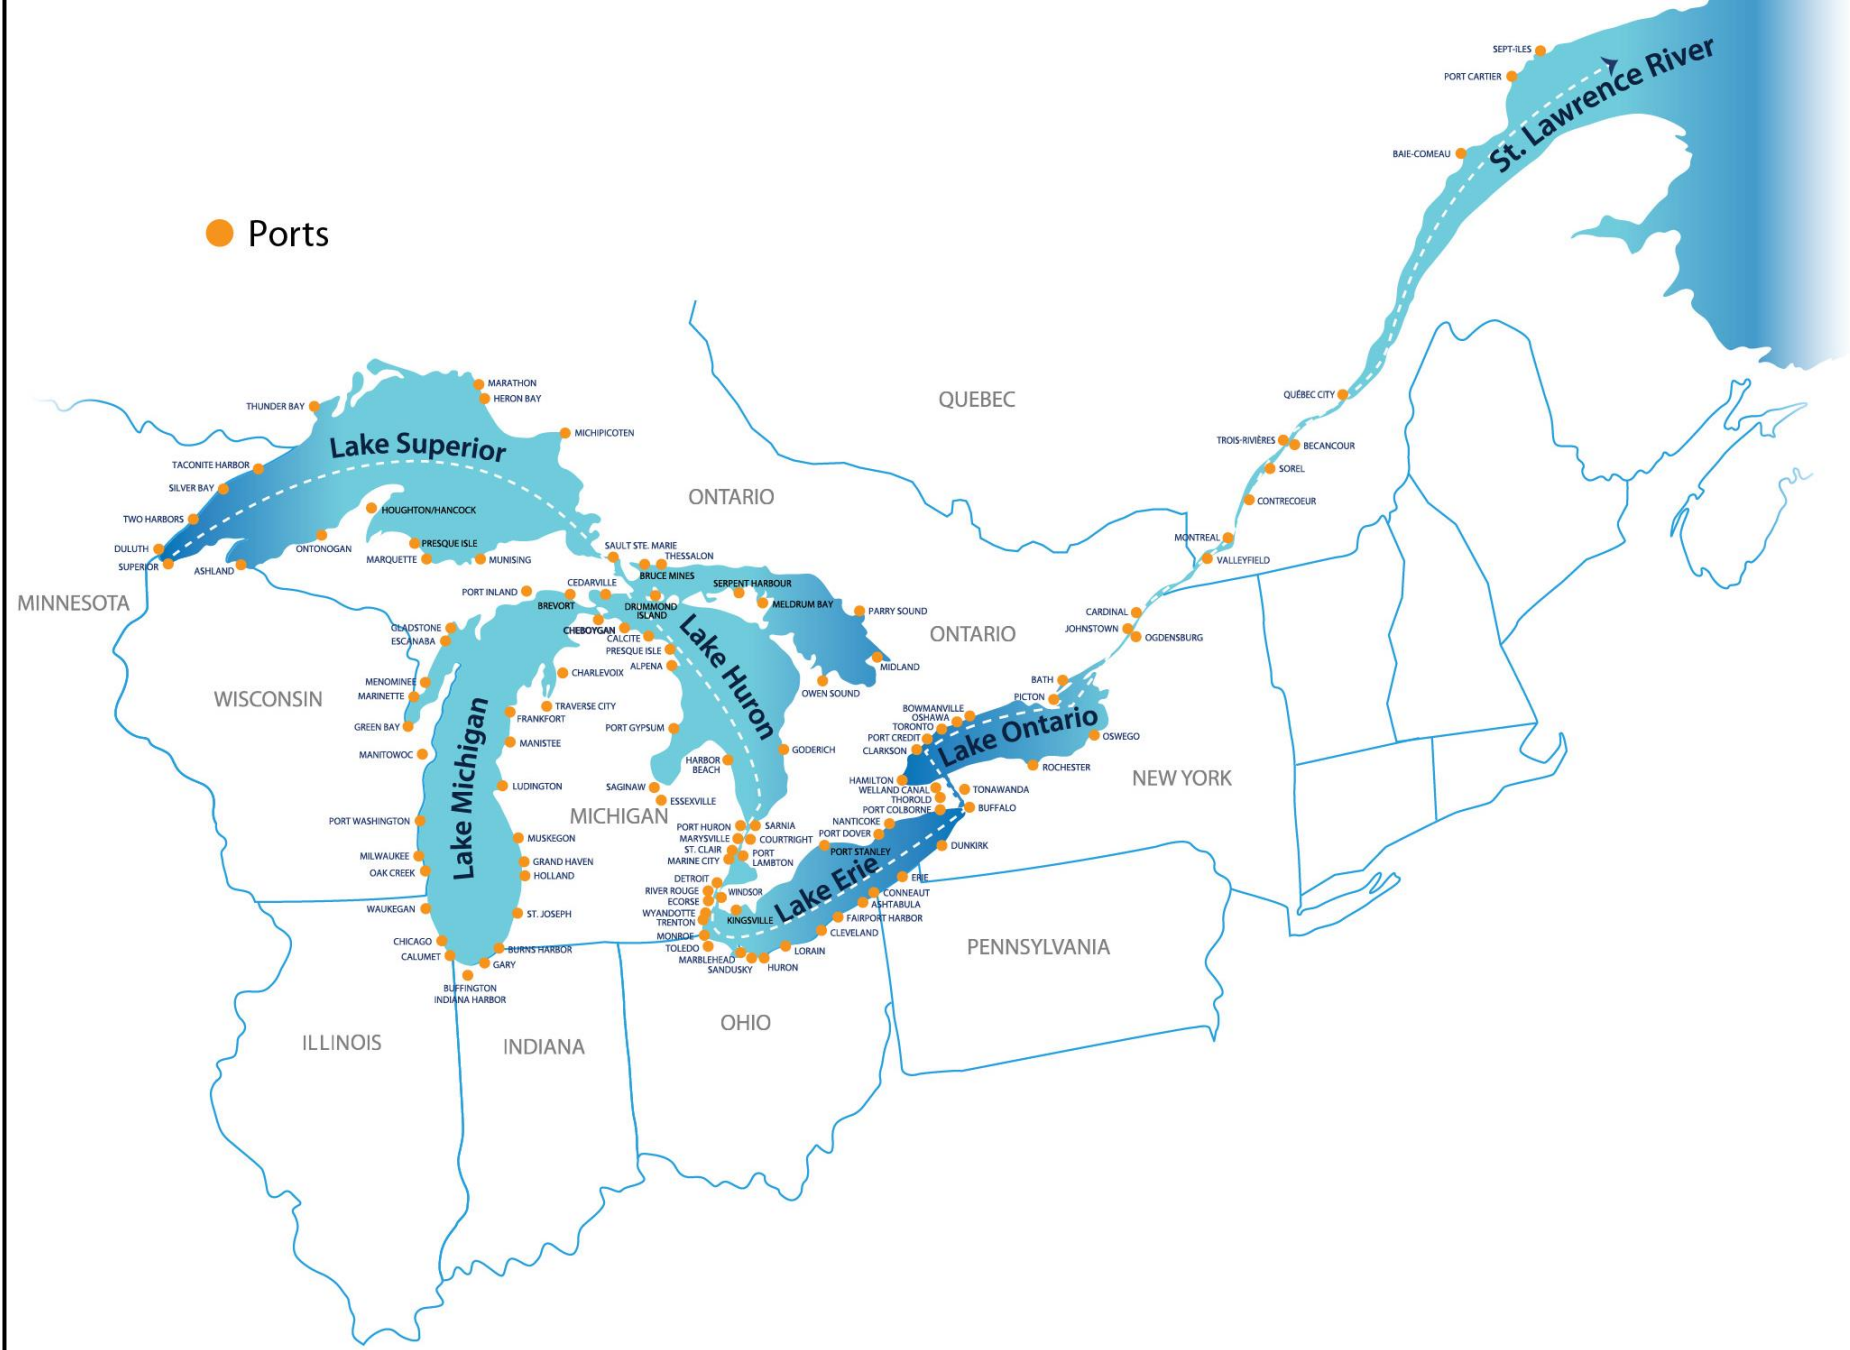 SEPT-ILES
PORT CARTIER
St. Lawrence River
BAIE-COMEAU
Ports
QUÉBEC CITY
QUEBEC
MARATHON
HERON BAY
THUNDER BAY
MICHIPICOTEN
TROIS-RIVIÈRES
BECANCOUR
Lake Superior
TACONITE HARBOR
SOREL
SILVER BAY
ONTARIO
CONTRECOEUR
HOUGHTON/HANCOCK
TWO HARBORS
MONTREAL
DULUTH
ONTONOGAN
PRESQUE ISLE
SAULT STE. MARIE
THESSALON
SUPERIOR
ASHLAND
MARQUETTE
MUNISING
VALLEYFIELD
BRUCE MINES
CEDARVILLE
SERPENT HARBOUR
PORT INLAND
MINNESOTA
BREVORT
DRUMMOND
ISLAND
MELDRUM BAY
PARRY SOUND
CARDINAL
GLADSTONE
CHEBOYGAN
JOHNSTOWN
ONTARIO
ESCANABA
CALCITE
OGDENSBURG
PRESQUE ISLE
Lake Huron
ALPENA
MIDLAND
CHARLEVOIX
MENOMINEE
BATH
WISCONSIN
MARINETTE
OWEN SOUND
PICTON
TRAVERSE CITY
BOWMANVILLE
FRANKFORT
OSHAWA
GREEN BAY
PORT GYPSUM
TORONTO
Lake Ontario
PORT CREDIT
OSWEGO
MANISTEE
CLARKSON
MANITOWOC
GODERICH
HARBOR
BEACH
ROCHESTER
Lake Michigan
HAMILTON
NEW YORK
LUDINGTON
SAGINAW
WELLAND CANAL
TONAWANDA
ESSEXVILLE
THOROLD
MICHIGAN
PORT COLBORNE
BUFFALO
PORT WASHINGTON
NANTICOKE
PORT HURON
SARNIA
PORT DOVER
MUSKEGON
MARYSVILLE
COURTRIGHT
DUNKIRK
ST. CLAIR
PORT
LAMBTON
PORT STANLEY
MILWAUKEE
GRAND HAVEN
MARINE CITY
OAK CREEK
HOLLAND
DETROIT
ERIE
Lake Erie
RIVER ROUGE
WINDSOR
CONNEAUT
ECORSE
ASHTABULA
WAUKEGAN
ST. JOSEPH
WYANDOTTE
KINGSVILLE
FAIRPORT HARBOR
TRENTON
CLEVELAND
MONROE
CHICAGO
BURNS HARBOR
TOLEDO
LORAIN
PENNSYLVANIA
CALUMET
GARY
MARBLEHEAD
SANDUSKY
HURON
BUFFINGTON
INDIANA HARBOR
OHIO
ILLINOIS
INDIANA